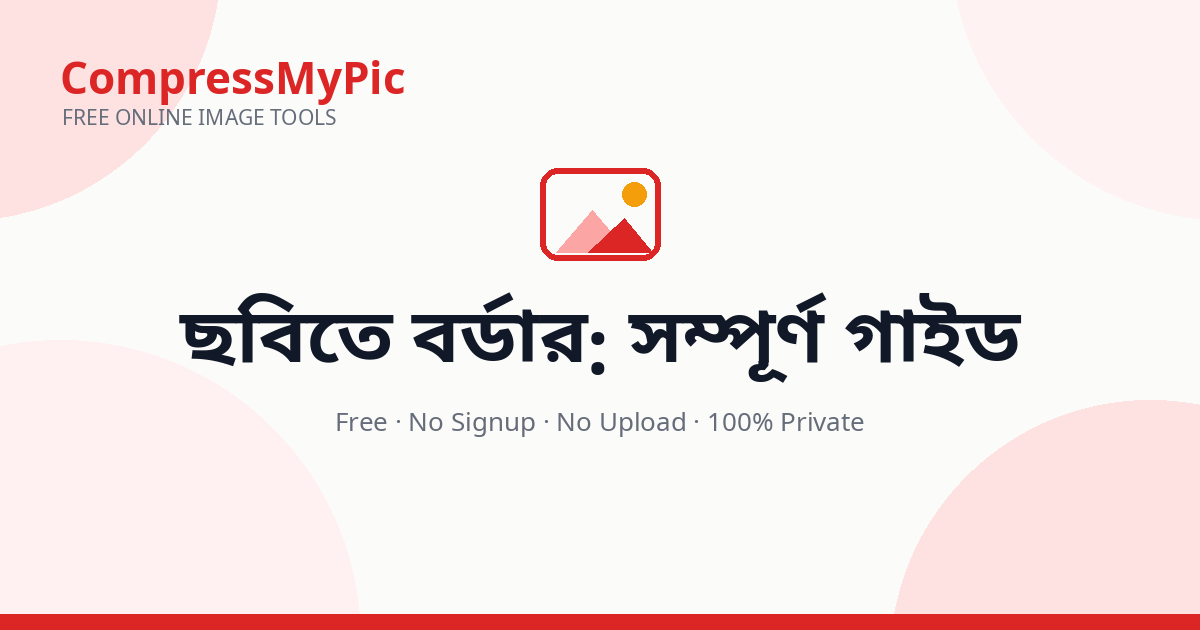 CompressMyPic
FREE ONLINE IMAGE TOOLS
ছবিতে বর্ডার: সম্পূর্ণ গাইড
Free · No Signup · No Upload · 100% Private